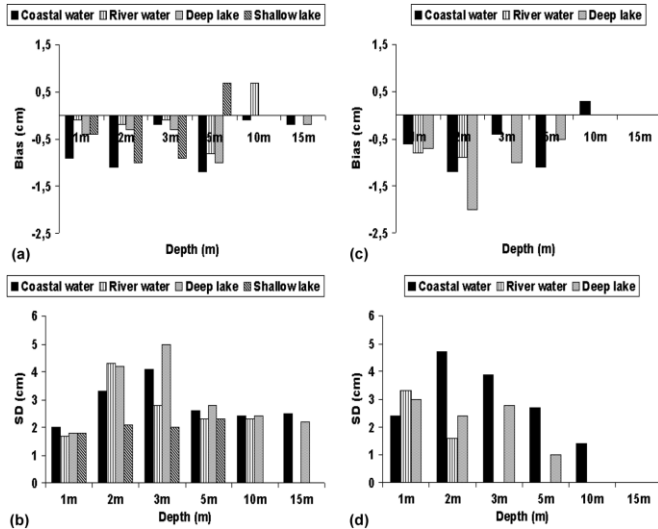 Coastal water River water Deep lake Shallow lake
1,5
0,5
-0,5
-1,5
-2,5
Bias (cm)
1m 2m 3m 5m 10m 15m
Depth (m)
(a)
Coastal water River water Deep lake
1,5
0,5
-0,5
-1,5
-2,5
Bias (cm)
1m 2m 3m 5m 10m 15m
Depth (m)
(c)
Coastal water River water Deep lake Shallow lake
6
5
4
3
2
1
0
SD (cm)
1m 2m 3m 5m 10m 15m
Depth (m)
(b)
Coastal water River water Deep lake
6
5
4
3
2
1
0
SD (cm)
1m 2m 3m 5m 10m 15m
Depth (m)
(d)